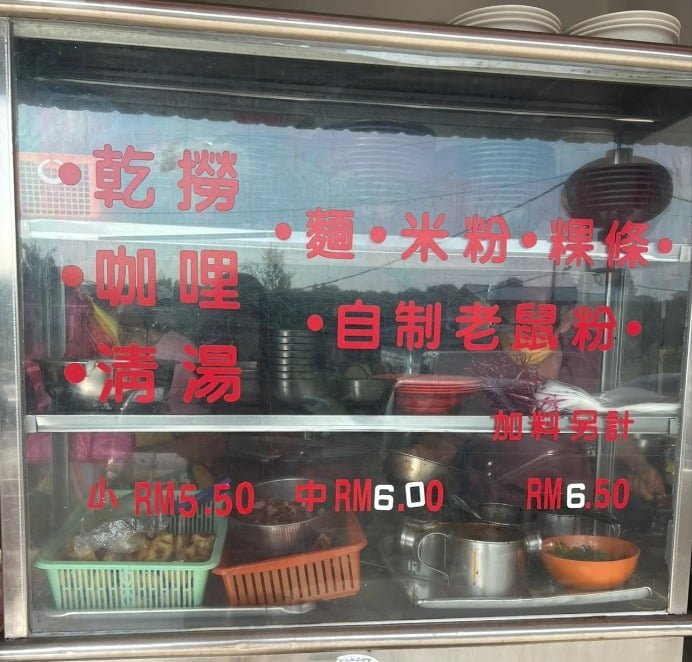 ·乾撈
·咖哩
·清湯
·麵·米粉·粿條·
·自制老鼠粉·
加料另計
小 RM5.50 中 RM6.00 RM6.50